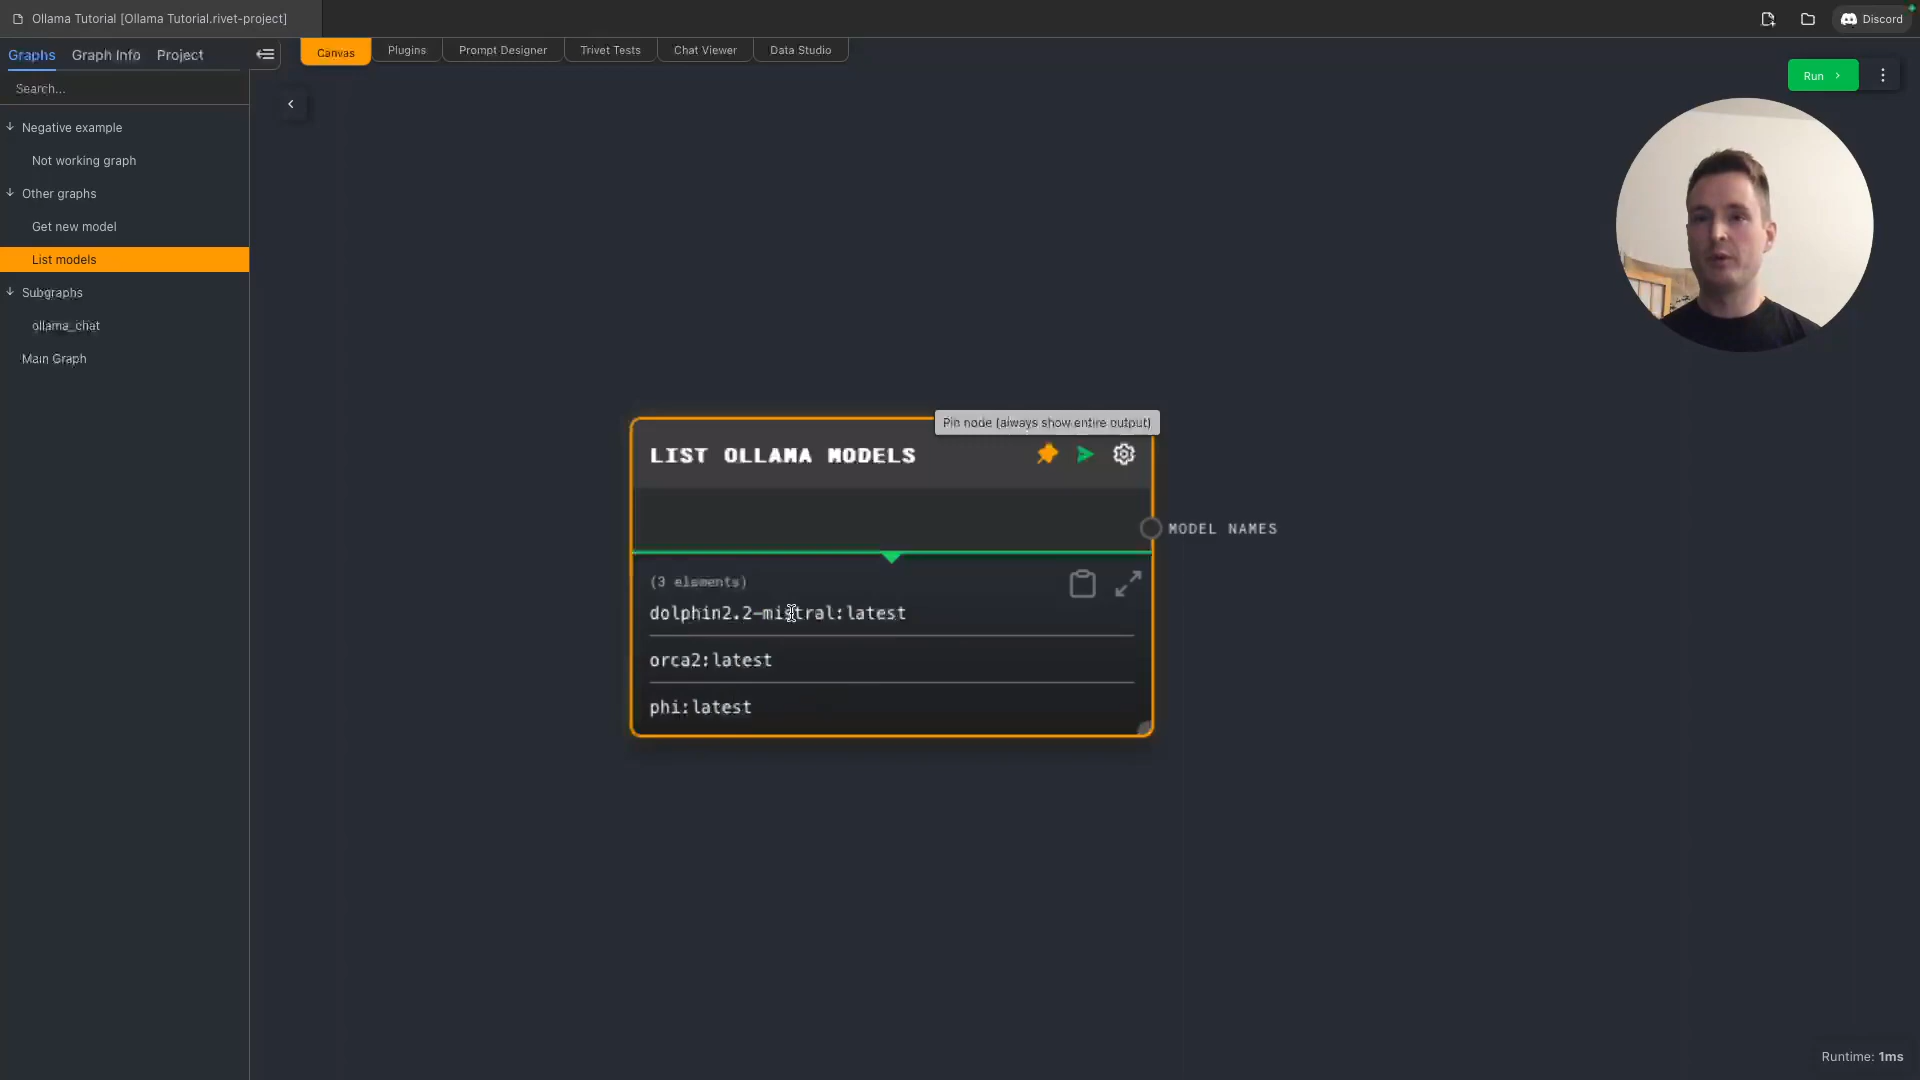 Ollama Tutorial [Ollama Tutorial.rivet-project]
Discord
Graphs Graph Info Project
Canvas Plugins Prompt Designer Trivet Tests Chat Viewer Data Studio
Run
Search...
Negative example
Not working graph
Other graphs
Get new model
List models
Subgraphs
ollama_chat
Main Graph
Pin node (always show entire output)
LIST OLLAMA MODELS
MODEL NAMES
(3 elements)
dolphin2.2-mistral:latest
orca2:latest
phi:latest
Runtime: 1ms